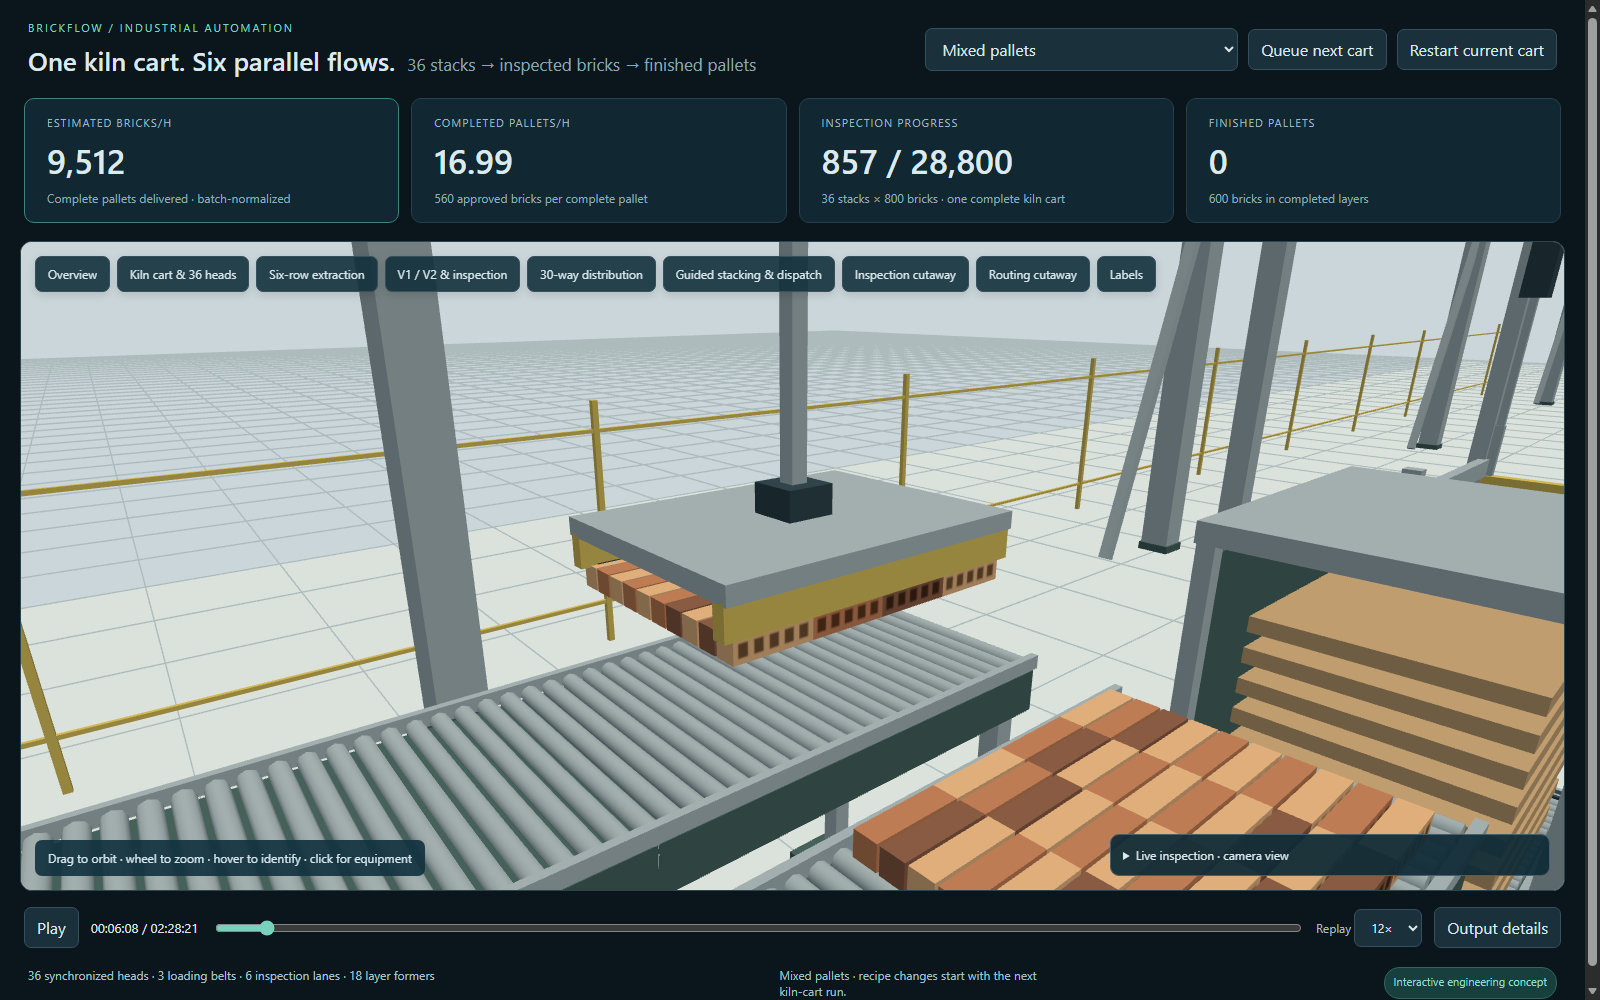 BRICKFLOW / INDUSTRIAL AUTOMATION
One kiln cart. Six parallel flows. 36 stacks → inspected bricks → finished pallets
Mixed pallets
Queue next cart
Restart current cart
ESTIMATED BRICKS/H
9,512
Complete pallets delivered · batch-normalized
COMPLETED PALLETS/H
16.99
560 approved bricks per complete pallet
INSPECTION PROGRESS
857 / 28,800
36 stacks × 800 bricks · one complete kiln cart
FINISHED PALLETS
0
600 bricks in completed layers
Overview
Kiln cart & 36 heads
Six-row extraction
V1 / V2 & inspection
30-way distribution
Guided stacking & dispatch
Inspection cutaway
Routing cutaway
Labels
Drag to orbit · wheel to zoom · hover to identify · click for equipment
Live inspection · camera view
Play
00:06:08 / 02:28:21
Replay
12×
Output details
36 synchronized heads · 3 loading belts · 6 inspection lanes · 18 layer formers
Mixed pallets · recipe changes start with the next
kiln-cart run.
Interactive engineering concept